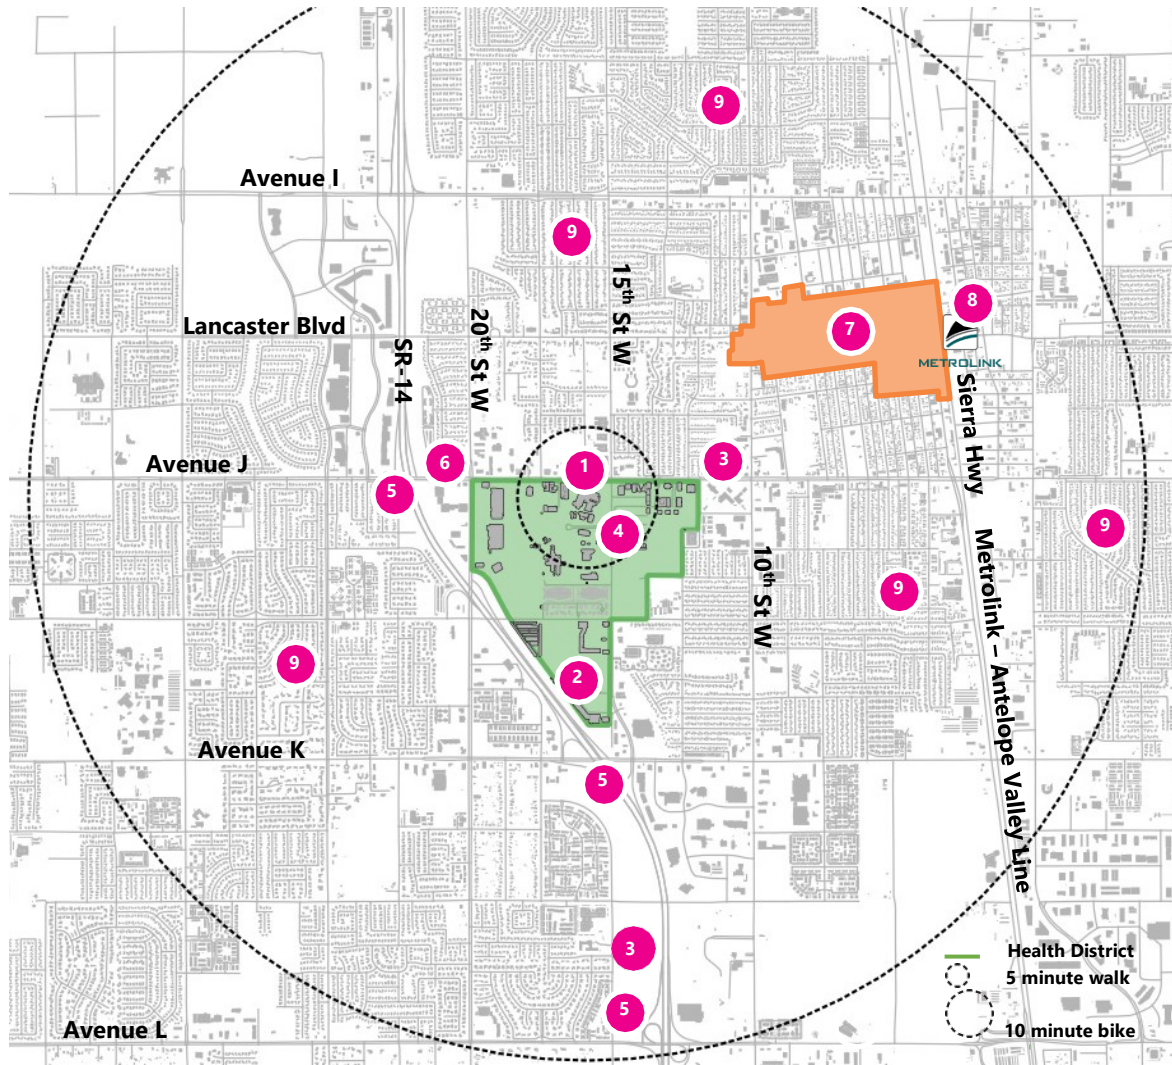 9
Avenue I
9
15th St W
8
7
Lancaster Blvd
20th St W
SR-14
METROLINK
Sierra Hwy
Avenue J
6
1
3
5
4
9
10th St W
9
Metrolink – Antelope Valley Line
9
2
Avenue K
5
3
Health District
5 minute walk
5
10 minute bike
Avenue L